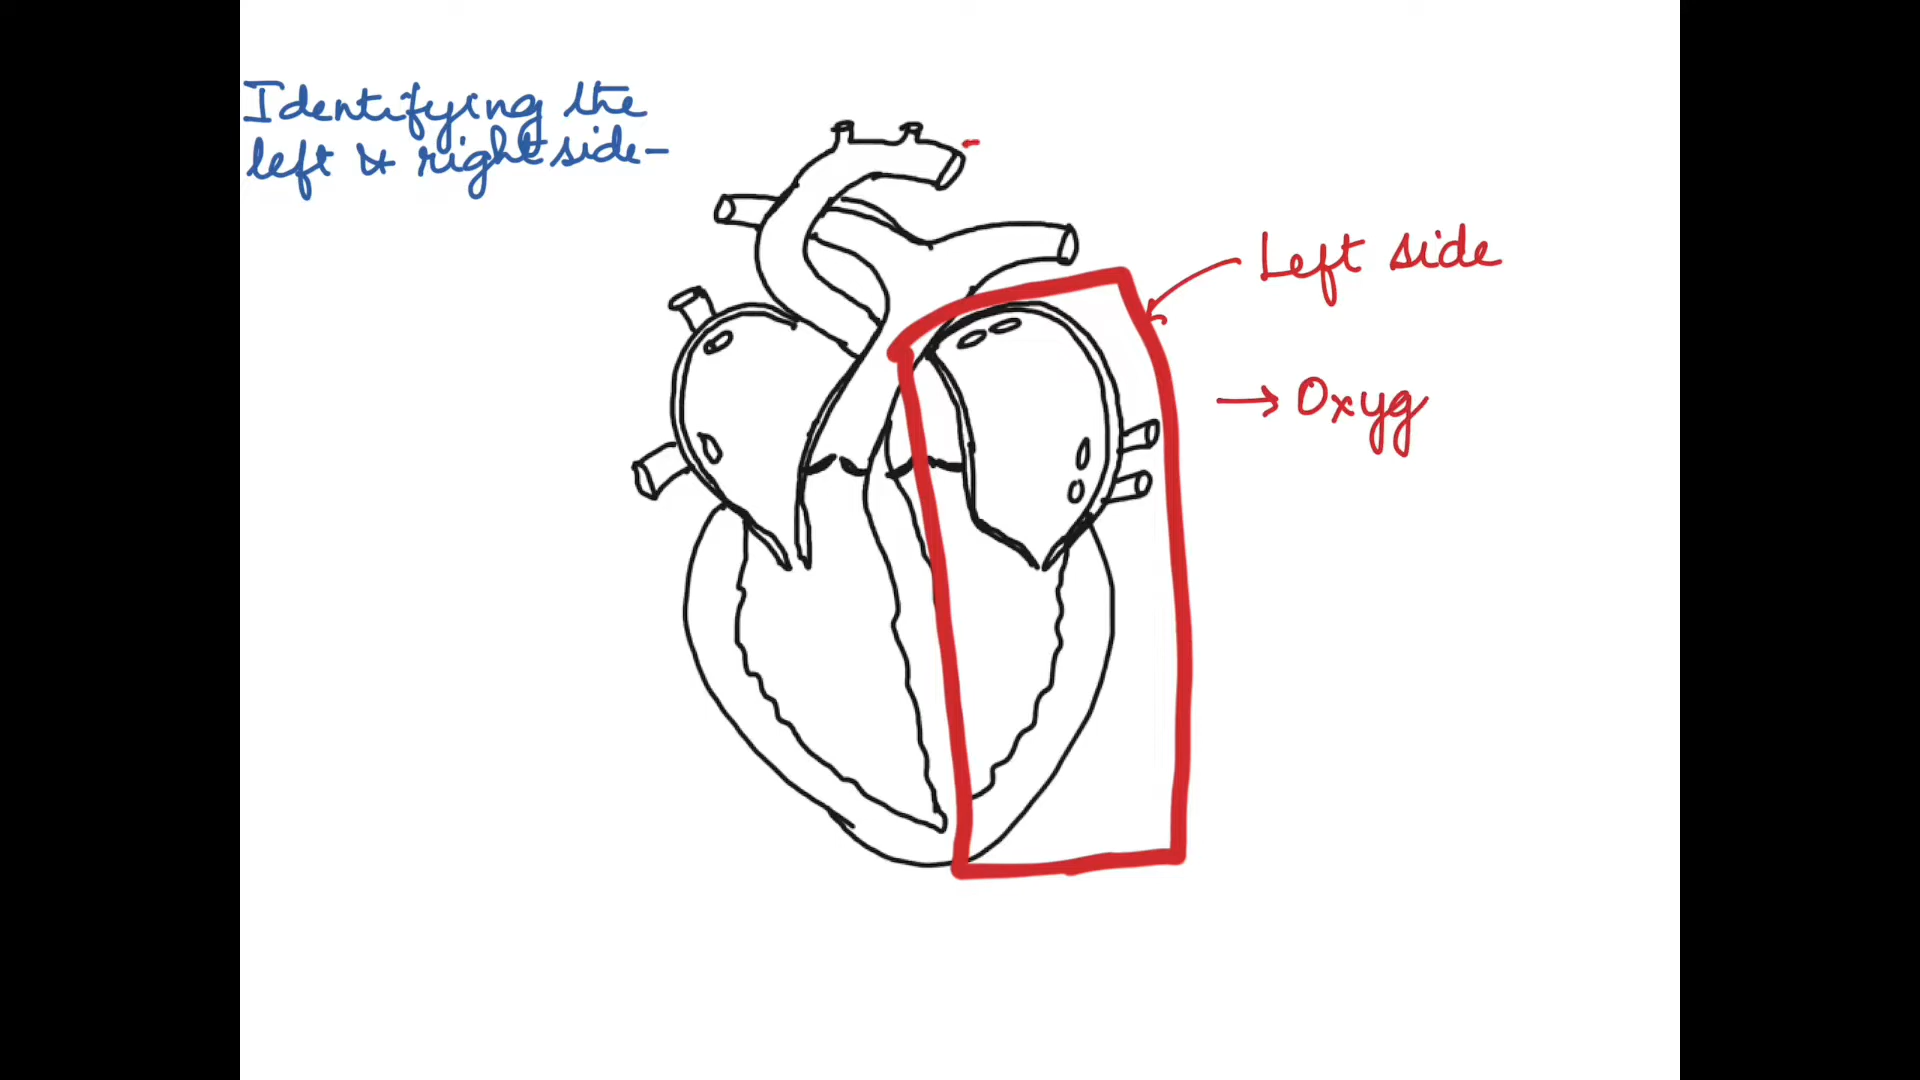 Identifying the
left & right side-
Left side
→ Oxyg